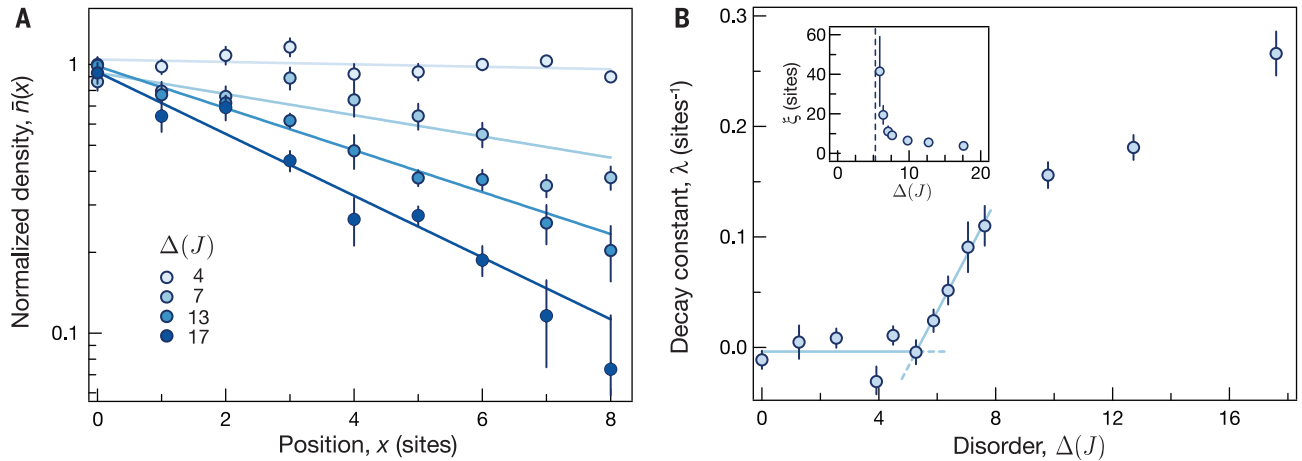 A
Normalized density, n̄(x)
1
0.1
Δ(J)
4
7
13
17
0 2 4 6 8
Position, x (sites)
B
Decay constant, λ (sites⁻¹)
0.3
0.2
0.1
0.0
ξ (sites)
60
40
20
0
0 10 20
Δ(J)
0 4 8 12 16
Disorder, Δ(J)